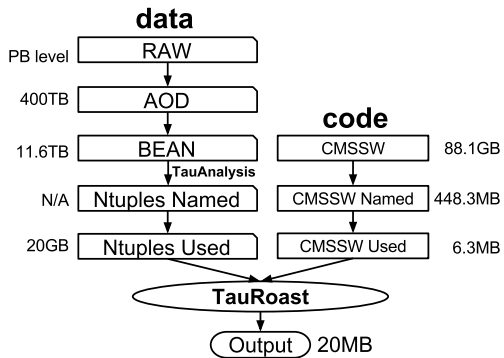 data
PB level RAW
400TB AOD
code
11.6TB BEAN CMSSW 88.1GB
TauAnalysis
N/A Ntuples Named CMSSW Named 448.3MB
20GB Ntuples Used CMSSW Used 6.3MB
TauRoast
Output 20MB